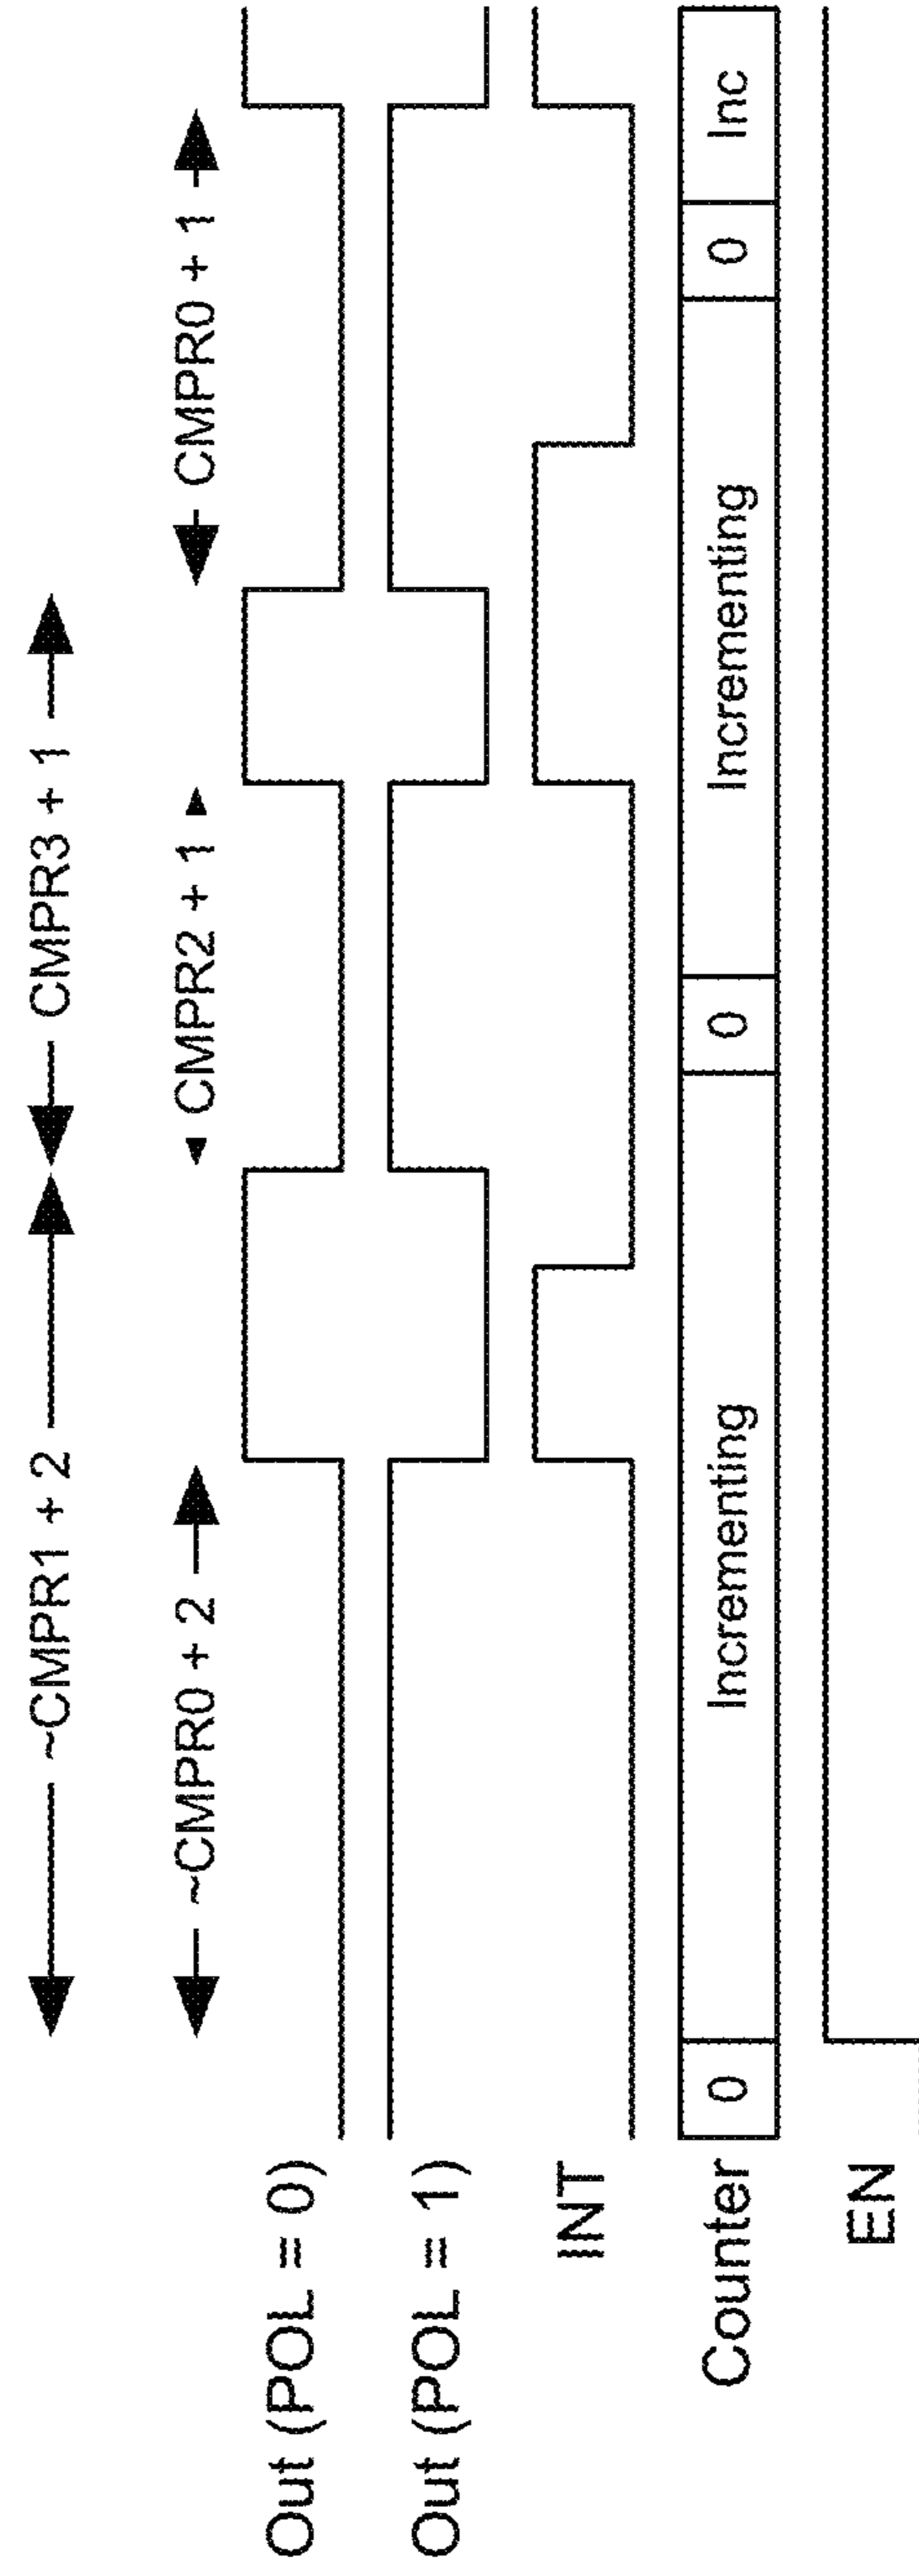 ~CMPR1 + 2 CMPR3 + 1
~CMPR0 + 2 CMPR2 + 1 CMPR0 + 1
Out (POL = 0)
Out (POL = 1)
INT
Counter 0 Incrementing 0 Incrementing 0 Inc
EN